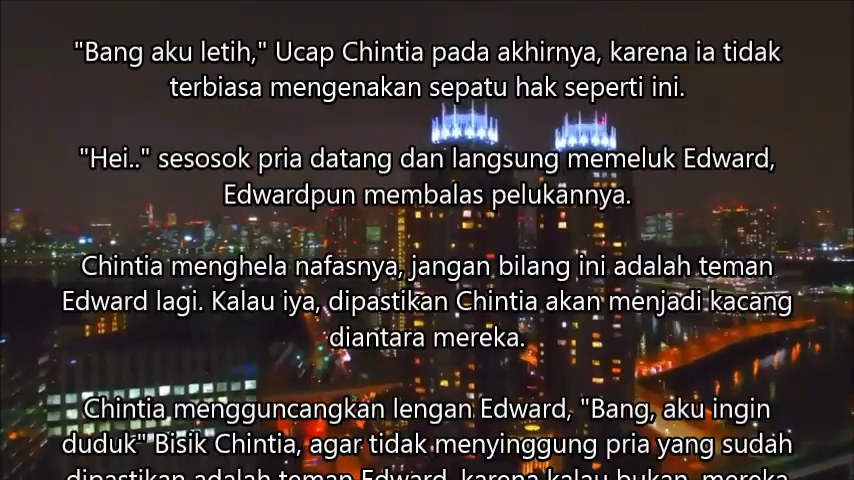 "Bang aku letih," Ucap Chintia pada akhirnya, karena ia tidak
terbiasa mengenakan sepatu hak seperti ini.
"Hei.." sesosok pria datang dan langsung memeluk Edward,
Edwardpun membalas pelukannya.
Chintia menghela nafasnya, jangan bilang ini adalah teman
Edward lagi. Kalau iya, dipastikan Chintia akan menjadi kacang
diantara mereka.
Chintia mengguncangkan lengan Edward, "Bang, aku ingin
duduk" Bisik Chintia, agar tidak menyinggung pria yang sudah
dipastikan adalah teman Edward, karena kalau bukan, mereka